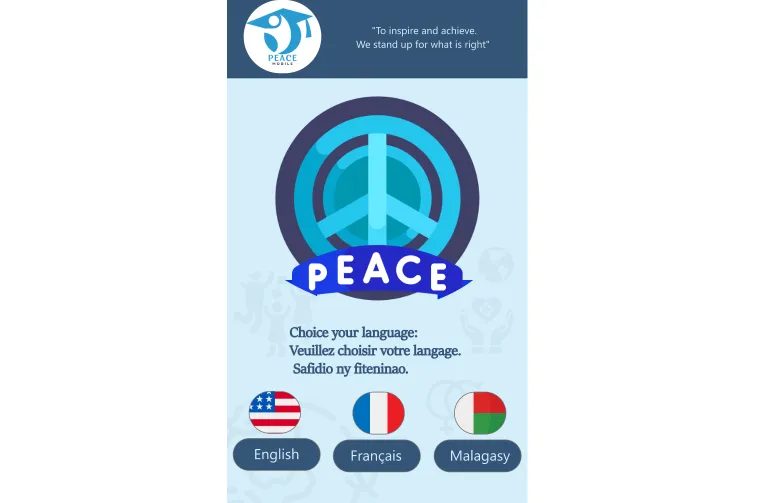 PEACE
MOBILE
"To inspire and achieve.
We stand up for what is right"
PEACE
Choice your language:
Veuillez choisir votre langage.
Safidio ny fiteninao.
English
Français
Malagasy